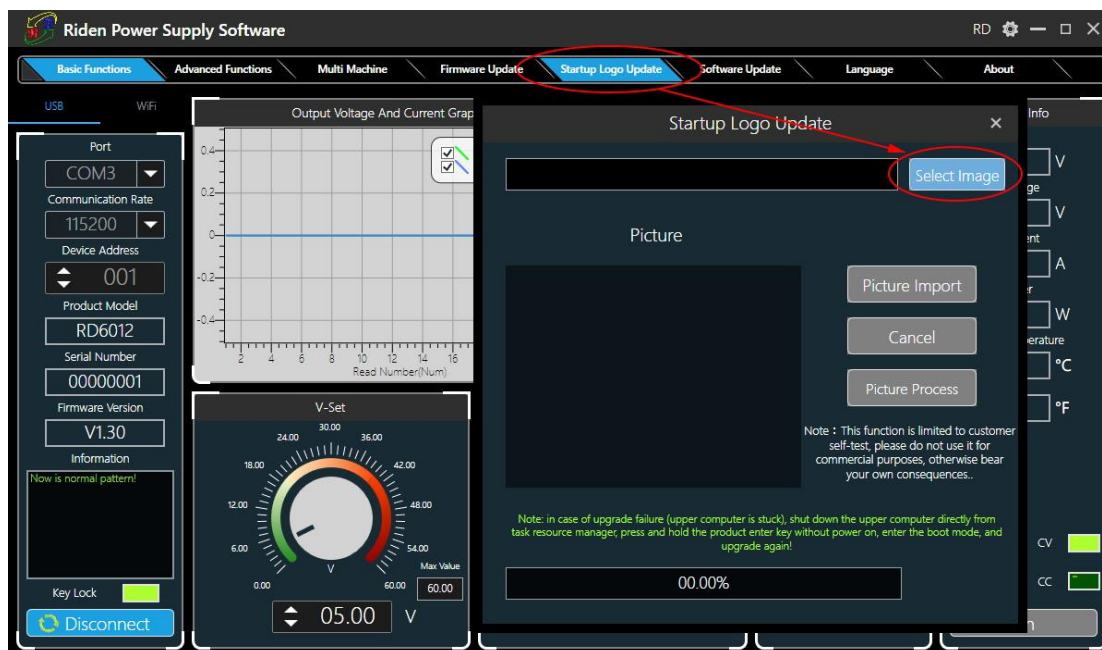 Riden Power Supply Software
RD
Basic Functions
Advanced Functions
Multi Machine
Firmware Update
Startup Logo Update
Software Update
Language
About
USB
WiFi
Port
COM3
Communication Rate
115200
Device Address
001
Product Model
RD6012
Serial Number
00000001
Firmware Version
V1.30
Information
Now is normal pattern!
Key Lock
Disconnect
Output Voltage And Current Grap
0.4
0.2
0
-0.2
-0.4
2 4 6 8 10 12 14 16
Read Number(Num)
V-Set
0.00
6.00
12.00
18.00
24.00
30.00
36.00
42.00
48.00
54.00
60.00
V
Max Value
60.00
05.00 V
Startup Logo Update
Select Image
Picture
Picture Import
Cancel
Picture Process
Note : This function is limited to customer
self-test, please do not use it for
commercial purposes, otherwise bear
your own consequences..
Note: in case of upgrade failure (upper computer is stuck), shut down the upper computer directly from
task resource manager, press and hold the product enter key without power on, enter the boot mode, and
upgrade again!
00.00%
Info
V
ge
V
ent
A
er
W
erature
°C
°F
CV
CC
n